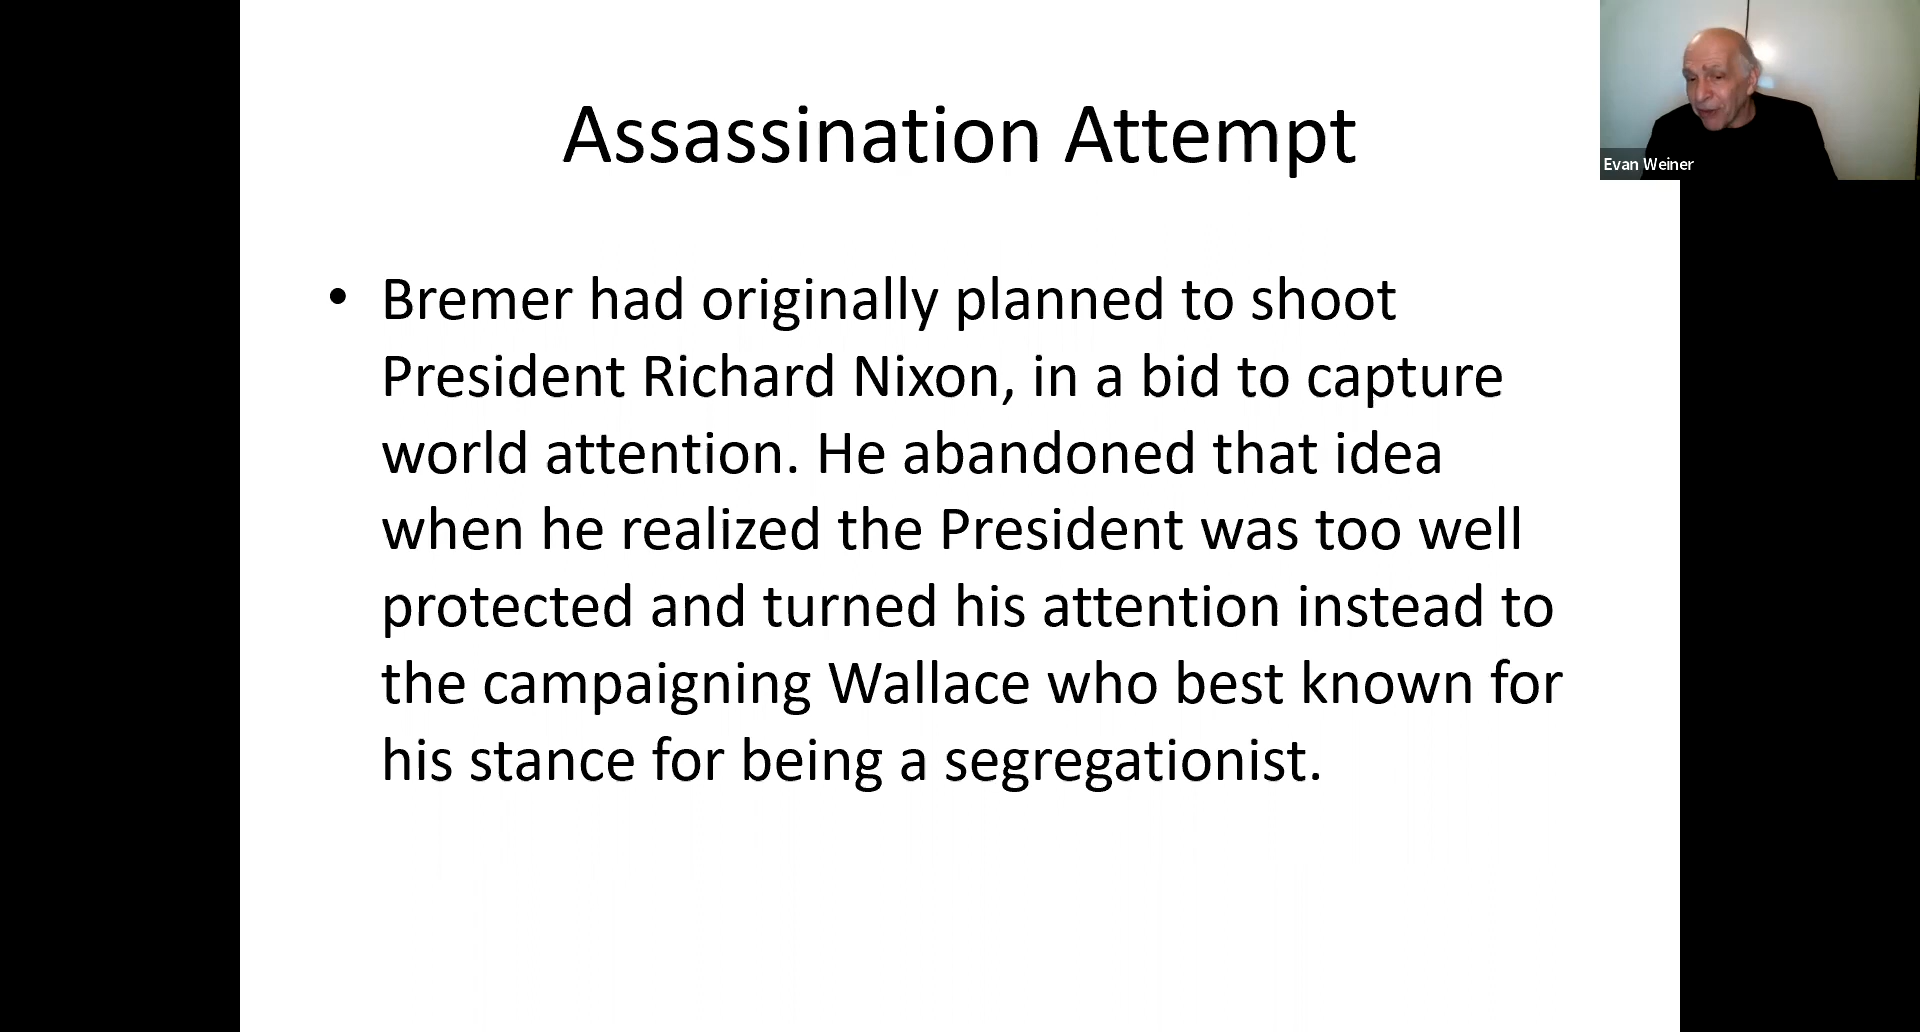 Assassination Attempt
• Bremer had originally planned to shoot
President Richard Nixon, in a bid to capture
world attention. He abandoned that idea
when he realized the President was too well
protected and turned his attention instead to
the campaigning Wallace who best known for
his stance for being a segregationist.
Evan Weiner